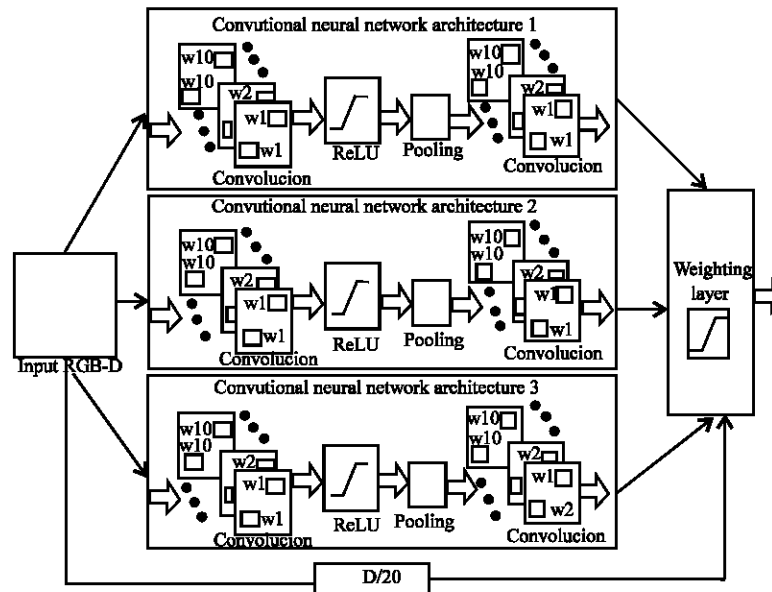 Convutional neural network architecture 1
w10
w10
w2
w1
w1
Convolucion
ReLU
Pooling
w10
w10
w2
w1
w1
Convolucion
Convutional neural network architecture 2
w10
w10
w2
w1
w1
Convolucion
ReLU
Pooling
w10
w10
w2
w1
w1
Convolucion
Input RGB-D
Weighting
layer
Convutional neural network architecture 3
w10
w10
w2
w1
w1
Convolucion
ReLU
Pooling
w10
w10
w2
w1
w2
Convolucion
D/20